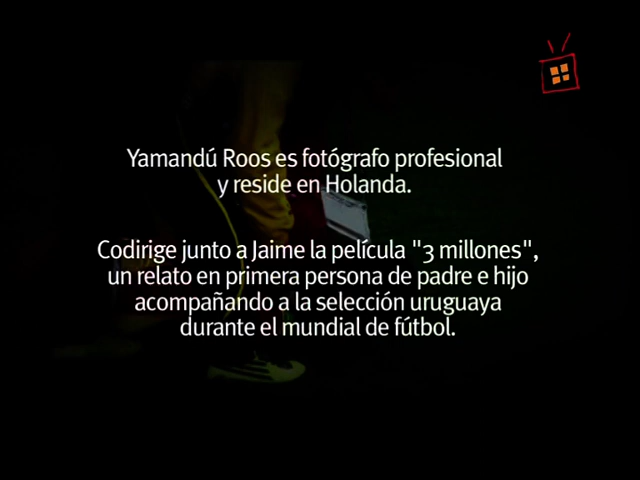 Yamandú Roos es fotógrafo profesional
y reside en Holanda.
Codirige junto a Jaime la película "3 millones",
un relato en primera persona de padre e hijo
acompañando a la selección uruguaya
durante el mundial de fútbol.